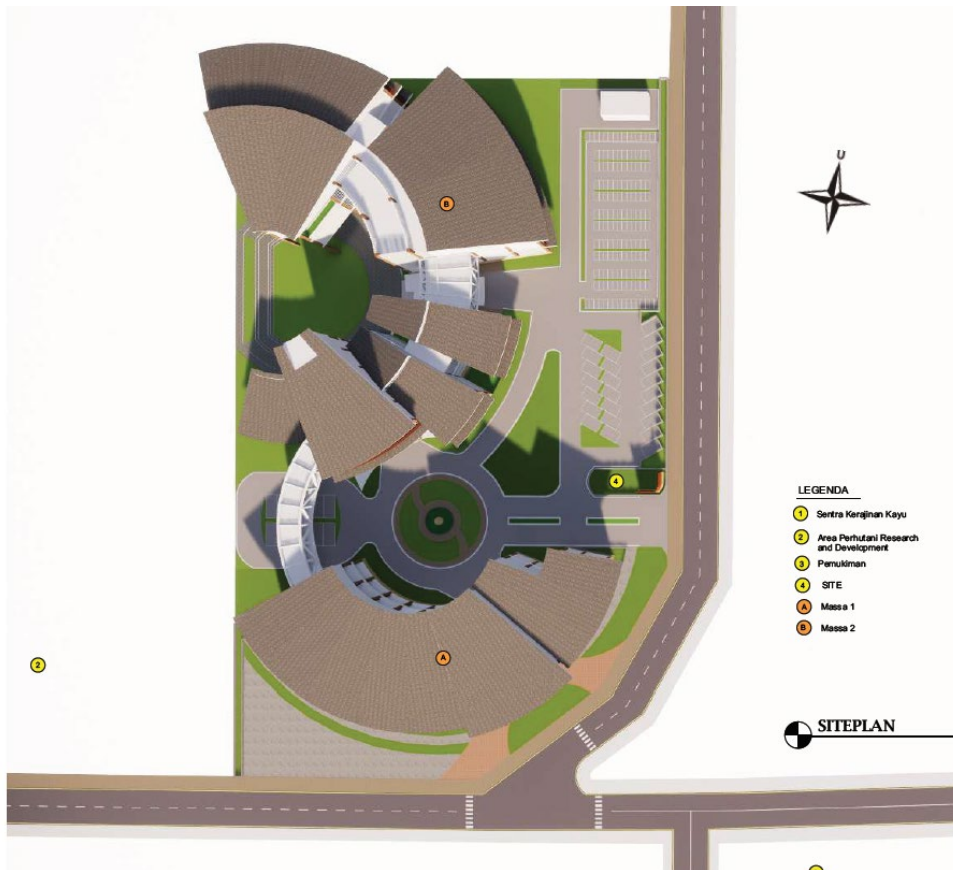 U
B
4
LEGENDA
1 Sentra Kerajinan Kayu
2 Area Perhutani Research
and Development
3 Pemukiman
4 SITE
A Massa 1
B Massa 2
2
A
SITEPLAN